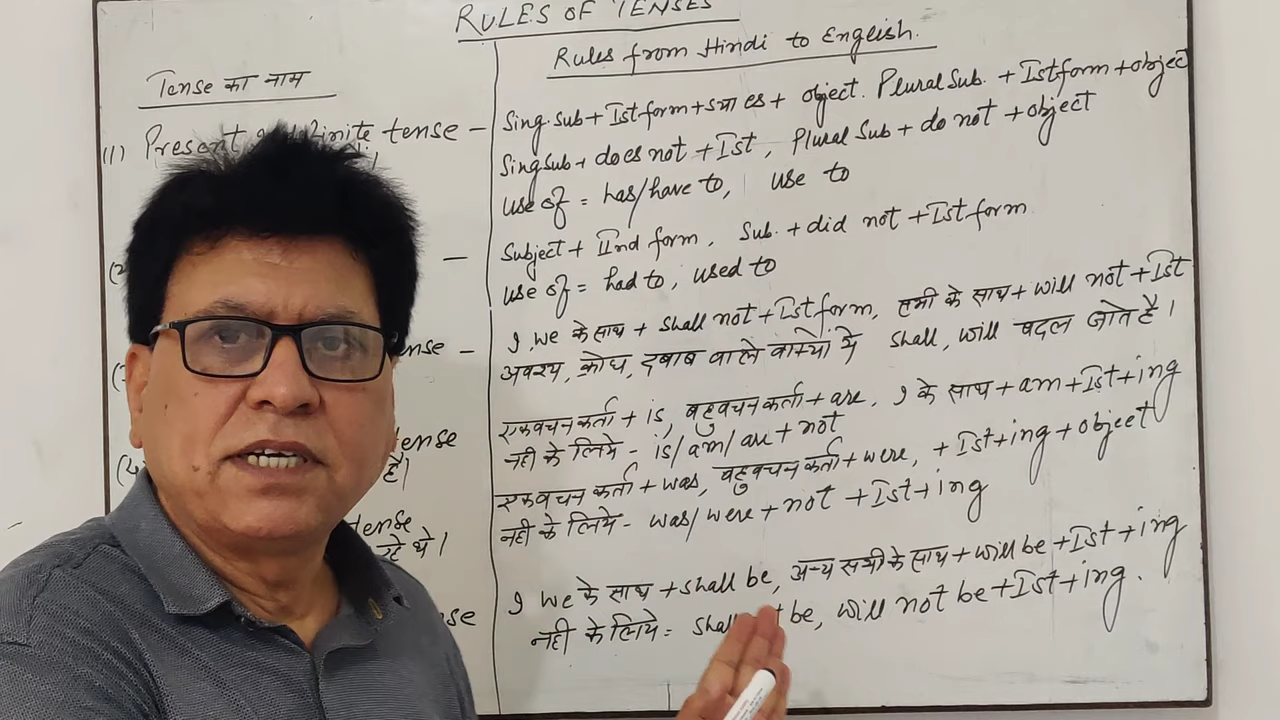 RULES OF TENSES
Rules from Hindi to English.
Tense का नाम
(1) Present tense –
Sing. Sub + Ist form + s या es + object. Plural Sub. + Ist form + object
Sing Sub + does not + Ist, Plural Sub + do not + object
use of = has/have to, use to
Subject + IInd form, Sub. + did not + Ist form
use of = had to, used to
I, we के साथ + shall not + Ist form, सभी के साथ + will not + Ist
अवश्य, क्रोध, दबाव वाले वाक्यो मे shall, will बदल जाते है।
एकवचन कर्ता + is, बहुवचन कर्ता + are, I के साथ + am + Ist + ing
नही के लिये - is/am/are + not
एकवचन कर्ता + was, बहुवचन कर्ता + were, + Ist + ing + object
नही के लिये - was/were + not + Ist + ing
I we के साथ + shall be, अन्य सभी के साथ + will be + Ist + ing
नही के लिये = be, will not be + Ist + ing.